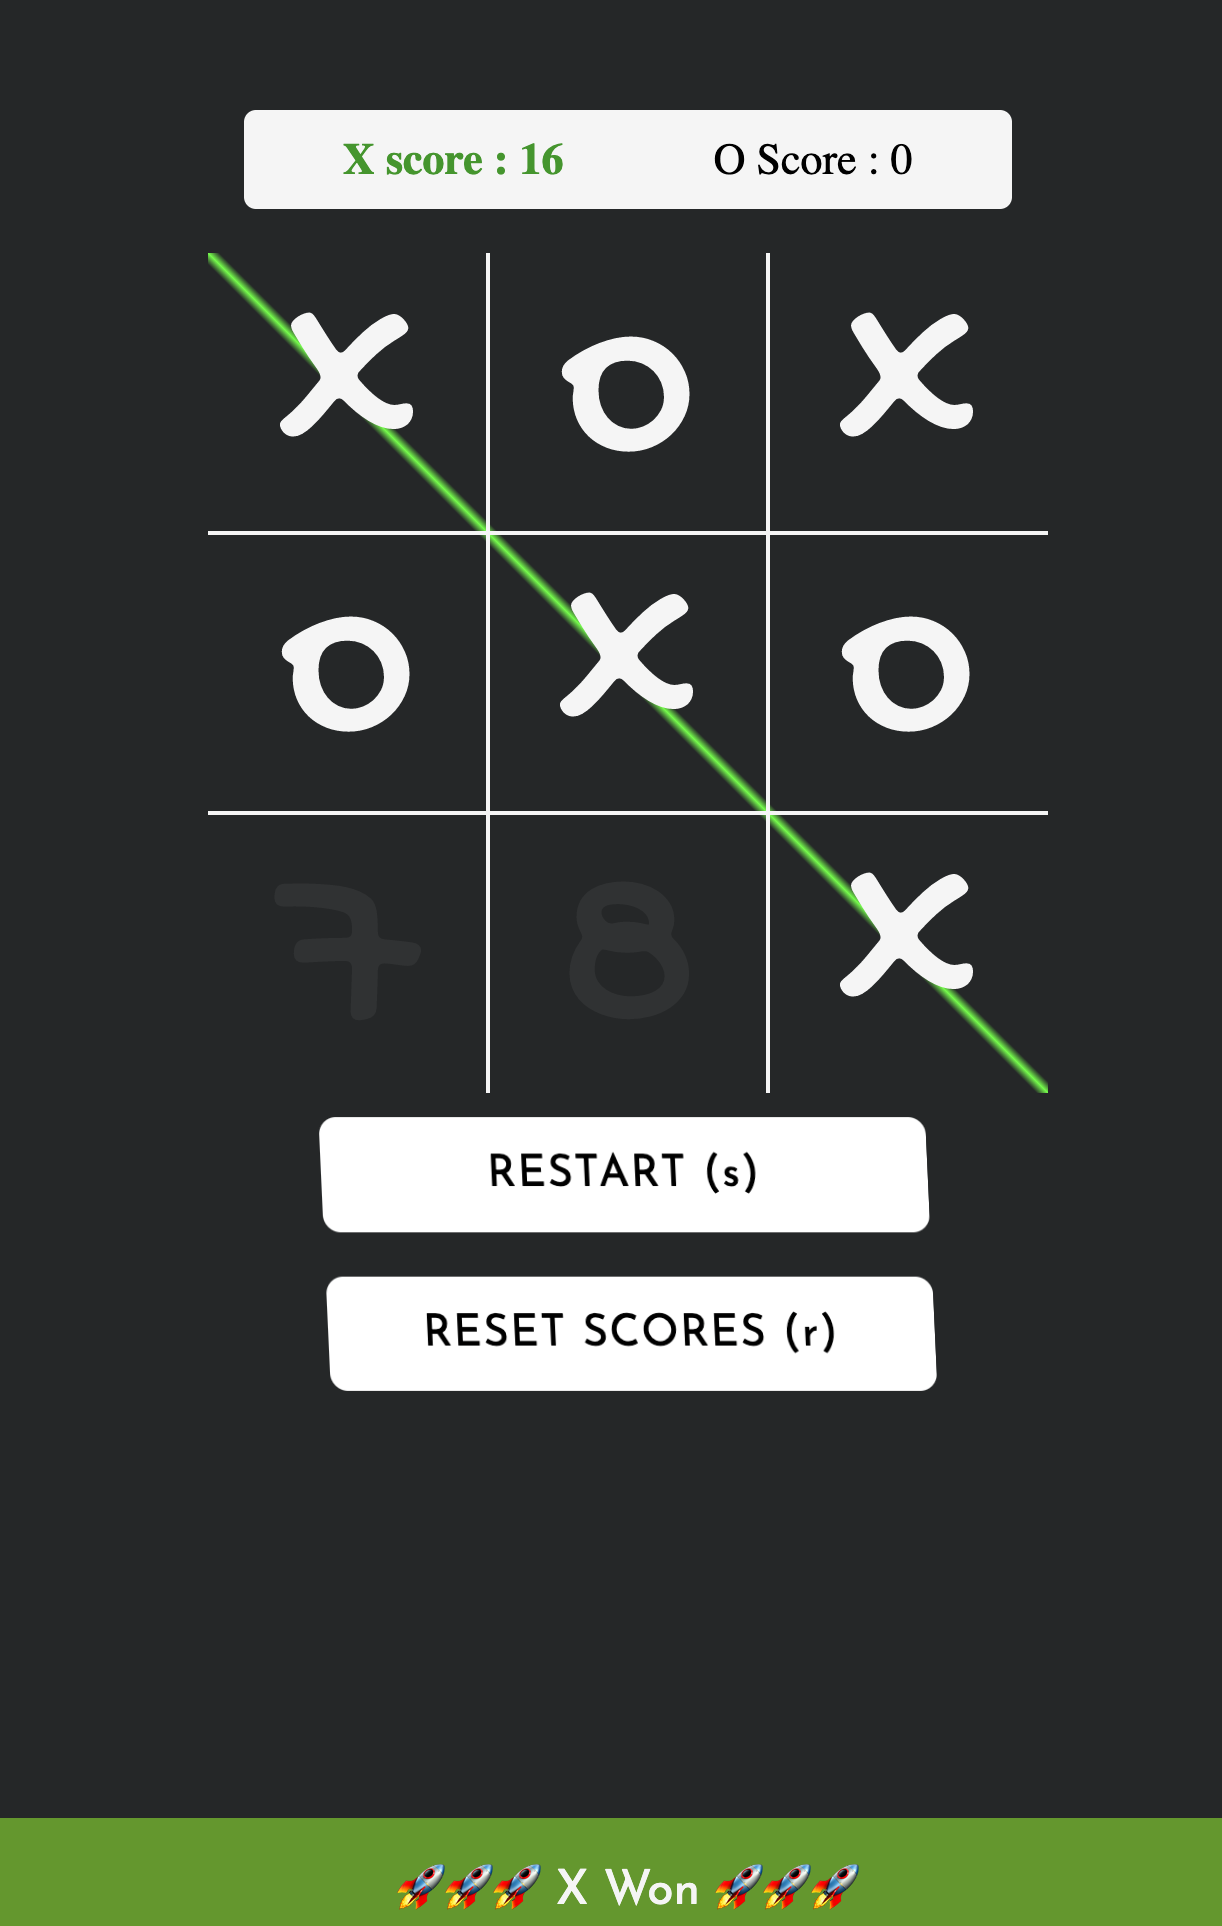 X score : 16 O Score : 0
X O X
O X O
7 8 X
RESTART (s)
RESET SCORES (r)
🚀🚀🚀 X Won 🚀🚀🚀